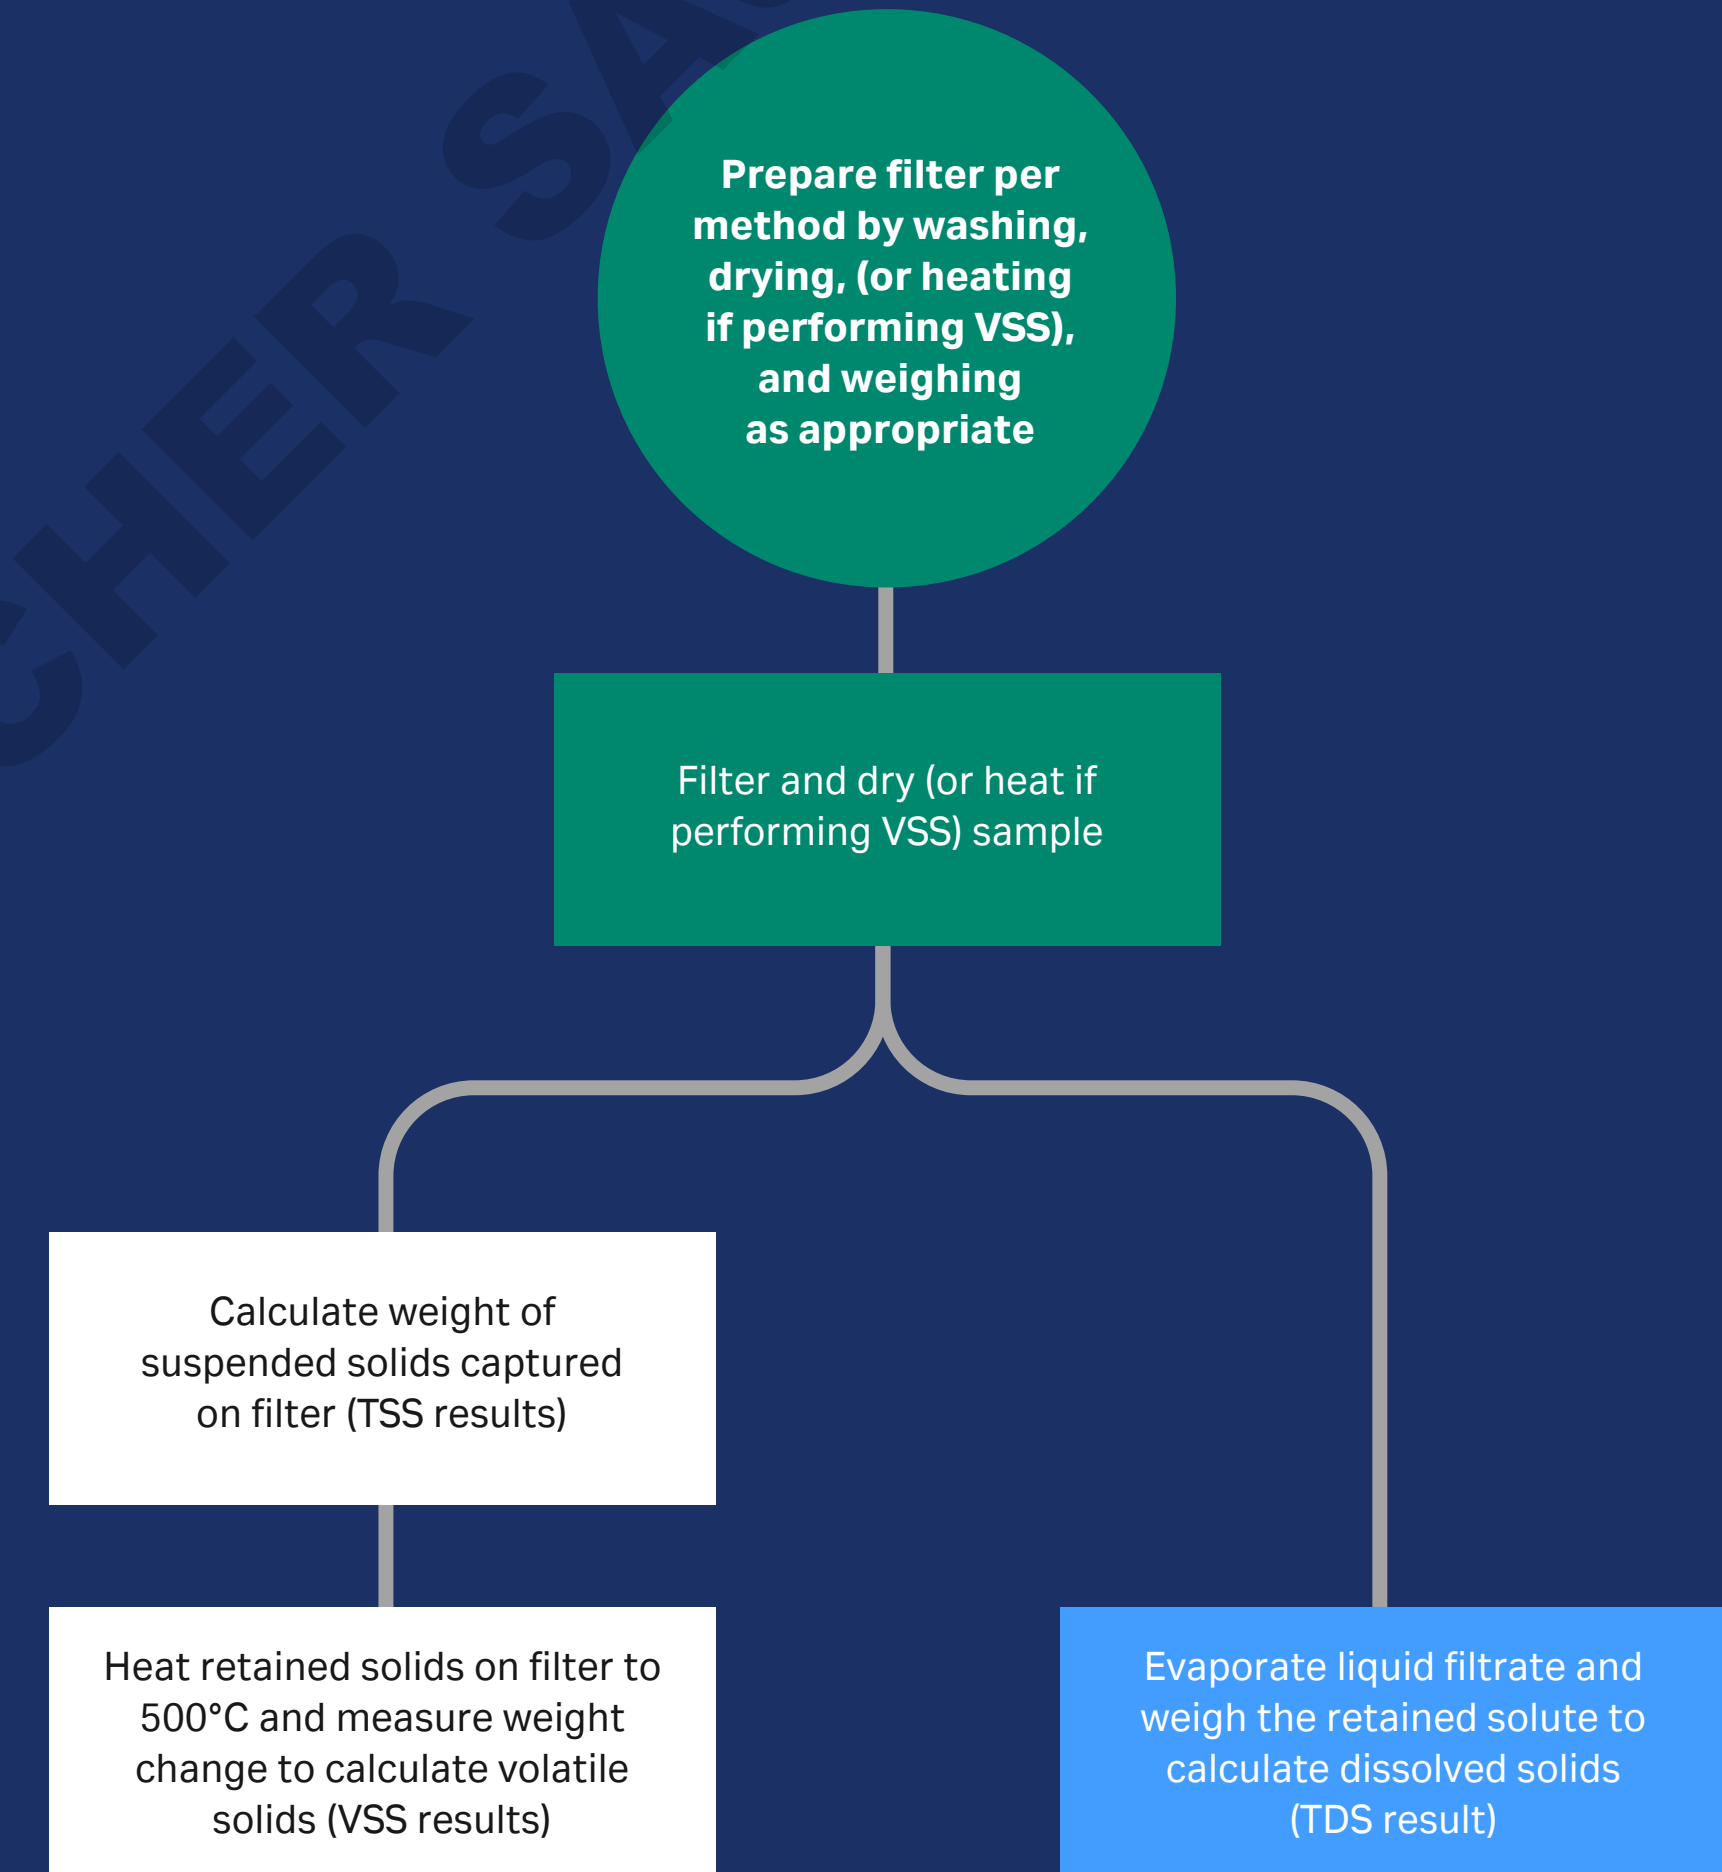 CHER SA
Prepare filter per
method by washing,
drying, (or heating
if performing VSS),
and weighing
as appropriate
Filter and dry (or heat if
performing VSS) sample
Calculate weight of
suspended solids captured
on filter (TSS results)
Heat retained solids on filter to
500°C and measure weight
change to calculate volatile
solids (VSS results)
Evaporate liquid filtrate and
weigh the retained solute to
calculate dissolved solids
(TDS result)